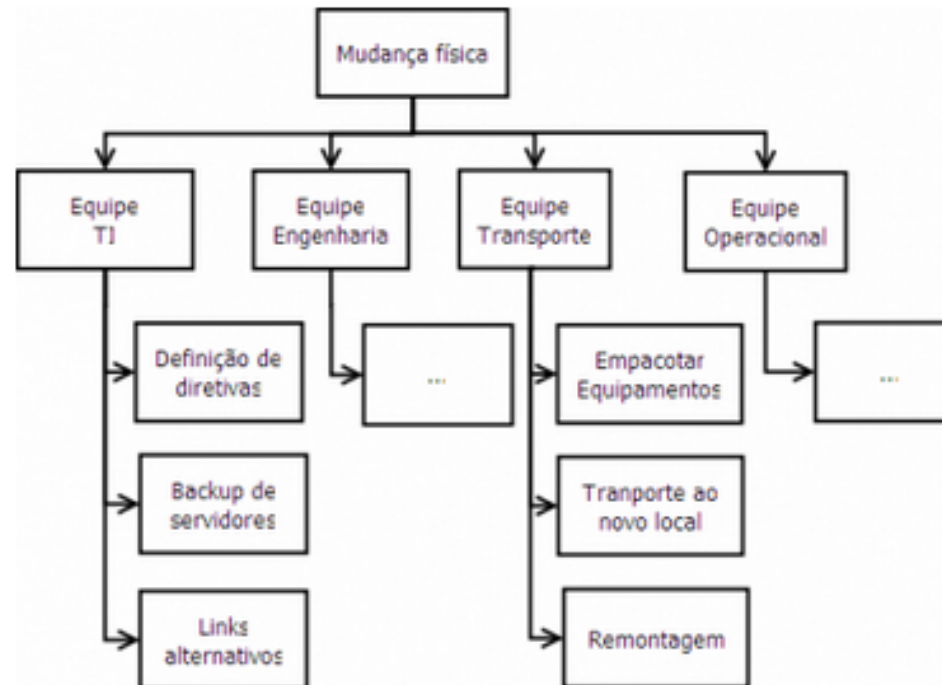 Mudança física
Equipe
TI
Equipe
Engenharia
Equipe
Transporte
Equipe
Operacional
Definição de
diretivas
...
Empacotar
Equipamentos
...
Backup de
servidores
Tranporte ao
novo local
Links
alternativos
Remontagem